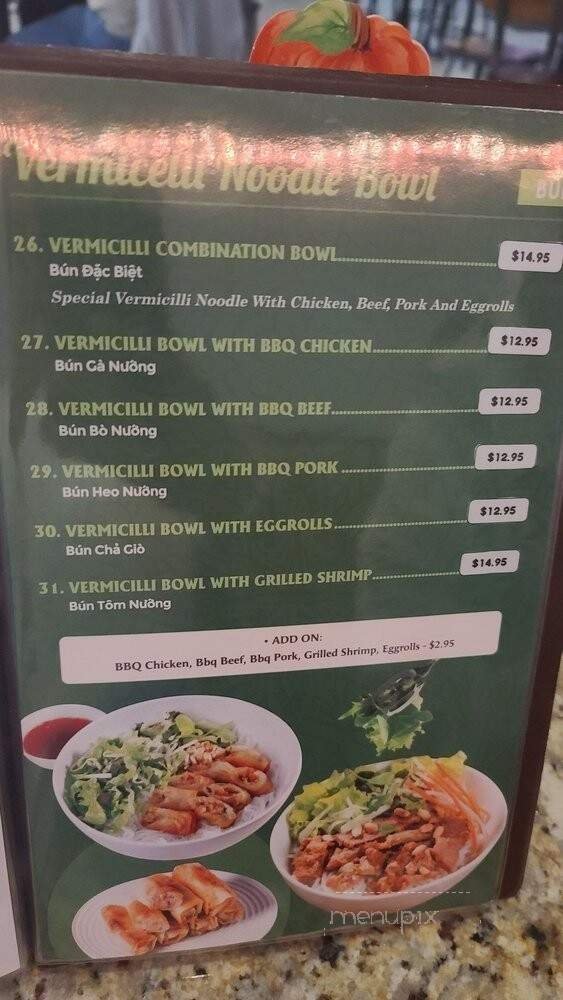 Vermicelli Noodle Bowl
26. VERMICILLI COMBINATION BOWL $14.95
Bún Đặc Biệt
Special Vermicilli Noodle With Chicken, Beef, Pork And Eggrolls
27. VERMICILLI BOWL WITH BBQ CHICKEN $12.95
Bún Gà Nướng
28. VERMICILLI BOWL WITH BBQ BEEF $12.95
Bún Bò Nướng
29. VERMICILLI BOWL WITH BBQ PORK $12.95
Bún Heo Nướng
30. VERMICILLI BOWL WITH EGGROLLS $12.95
Bún Chả Giò
31. VERMICILLI BOWL WITH GRILLED SHRIMP $14.95
Bún Tôm Nướng
• ADD ON:
BBQ Chicken, Bbq Beef, Bbq Pork, Grilled Shrimp, Eggrolls - $2.95
menupix